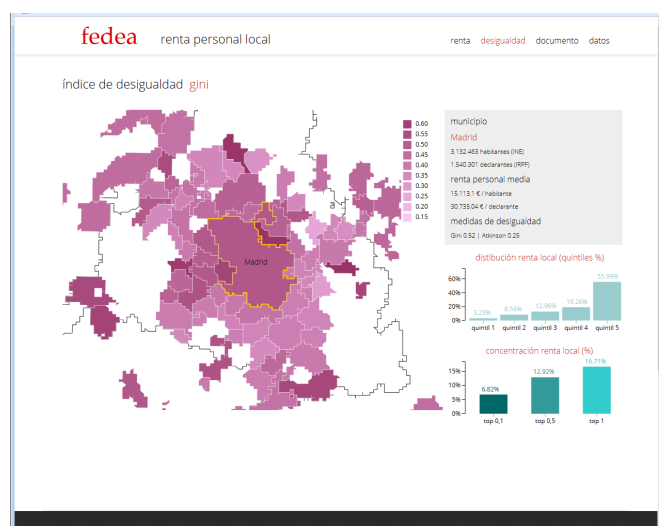 fedea renta personal local
renta desigualdad documento datos
índice de desigualdad gini
0.60
0.55
0.50
0.45
0.40
0.35
0.30
0.25
0.20
0.15
Madrid
municipio
Madrid
3.132.463 habitantes (INE)
1.540.301 declarantes (IRPF)
renta personal media
15.113,1 € / habitante
30.735,04 € / declarante
medidas de desigualdad
Gini 0.52 | Atkinson 0.25
distibución renta local (quintiles %)
60%
40%
20%
0%
3.23% 8.56% 12.96% 19.26% 55.99%
quintil 1 quintil 2 quintil 3 quintil 4 quintil 5
concentración renta local (%)
15%
10%
5%
0%
6.82% 12.92% 16.71%
top 0,1 top 0,5 top 1